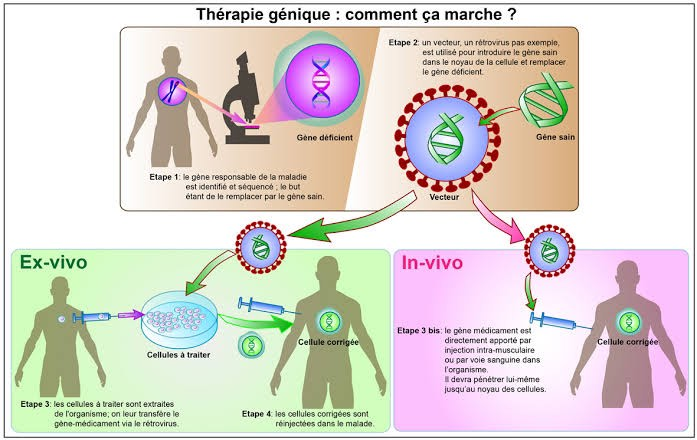 Thérapie génique : comment ça marche ?
Gène déficient
Etape 1: le gène responsable de la maladie
est identifié et séquencé ; le but
étant de le remplacer par le gène sain.
Etape 2: un vecteur, un rétrovirus pas exemple,
est utilisé pour introduire le gène sain
dans le noyau de la cellule et remplacer
le gène déficient.
Gène sain
Vecteur
Ex-vivo
Cellules à traiter
Cellule corrigée
Etape 3: les cellules à traiter sont extraites
de l'organisme; on leur transfère le
gène-médicament via le rétrovirus.
Etape 4: les cellules corrigées sont
réinjectées dans le malade.
In-vivo
Etape 3 bis: le gène médicament est
directement apporté par
injection intra-musculaire
ou par voie sanguine dans
l'organisme.
Il devra pénétrer lui-même
jusqu'au noyau des cellules.
Cellule corrigée